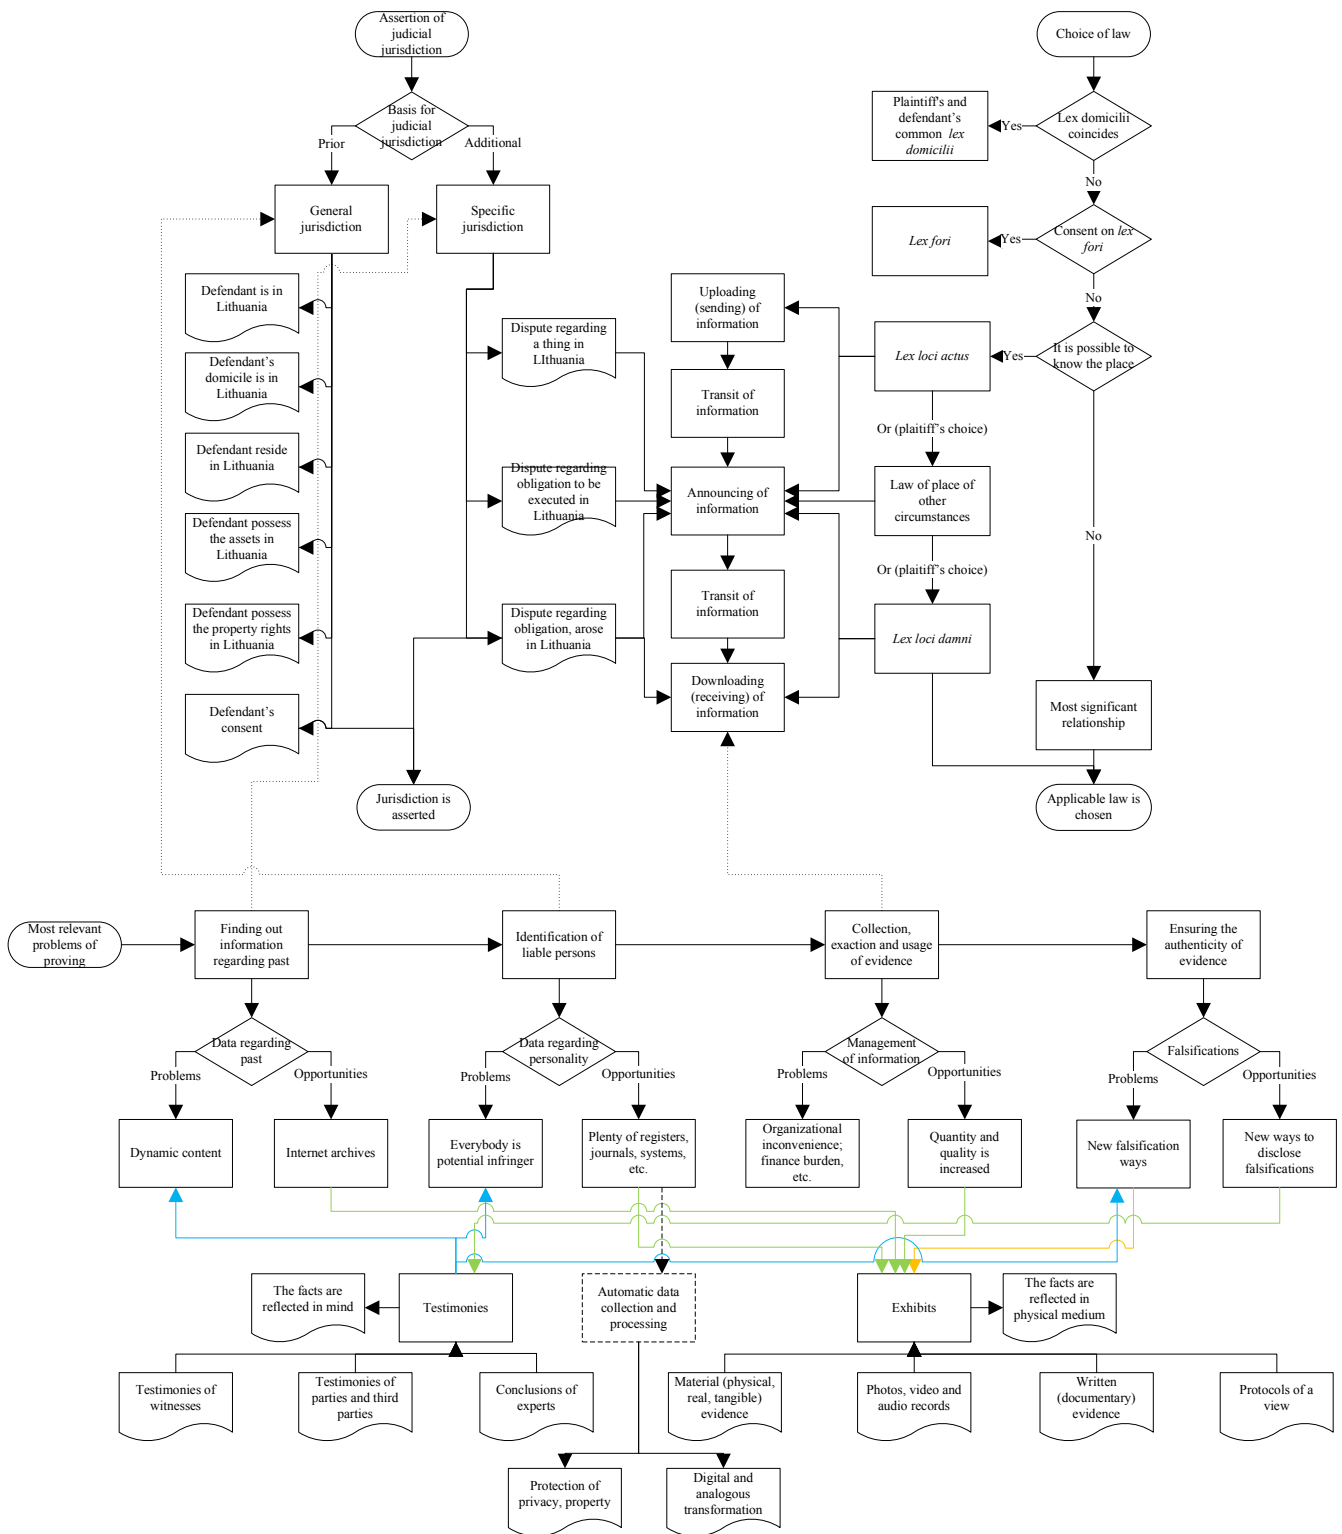 Assertion of
judicial
jurisdiction
Basis for
judicial
jurisdiction
Prior
Additional
General
jurisdiction
Specific
jurisdiction
Defendant is in
Lithuania
Defendant's
domicile is in
Lithuania
Defendant reside
in Lithuania
Defendant possess
the assets in
Lithuania
Defendant possess
the property rights
in Lithuania
Defendant's
consent
Jurisdiction is
asserted
Dispute regarding
a thing in
LIthuania
Dispute regarding
obligation to be
executed in
Lithuania
Dispute regarding
obligation, arose
in Lithuania
Uploading
(sending) of
information
Transit of
information
Announcing of
information
Transit of
information
Downloading
(receiving) of
information
Choice of law
Lex domicilii
coincides
Yes
Plaintiff's and
defendant's
common lex
domicilii
No
Consent on lex
fori
Yes
Lex fori
No
It is possible to
know the place
Yes
Lex loci actus
Or (plaitiff's choice)
Law of place of
other
circumstances
Or (plaitiff's choice)
Lex loci damni
No
Most significant
relationship
Applicable law is
chosen
Most relevant
problems of
proving
Finding out
information
regarding past
Identification of
liable persons
Collection,
exaction and
usage of evidence
Ensuring the
authenticity of
evidence
Data regarding
past
Problems
Opportunities
Data regarding
personality
Problems
Opportunities
Management
of information
Problems
Opportunities
Falsifications
Problems
Opportunities
Dynamic content
Internet archives
Everybody is
potential infringer
Plenty of registers,
journals, systems,
etc.
Organizational
inconvenience;
finance burden,
etc.
Quantity and
quality is
increased
New falsification
ways
New ways to
disclose
falsifications
The facts are
reflected in mind
Testimonies
Automatic data
collection and
processing
Exhibits
The facts are
reflected in
physical medium
Testimonies of
witnesses
Testimonies of
parties and third
parties
Conclusions of
experts
Material (physical,
real, tangible)
evidence
Photos, video and
audio records
Written
(documentary)
evidence
Protocols of a
view
Protection of
privacy, property
Digital and
analogous
transformation